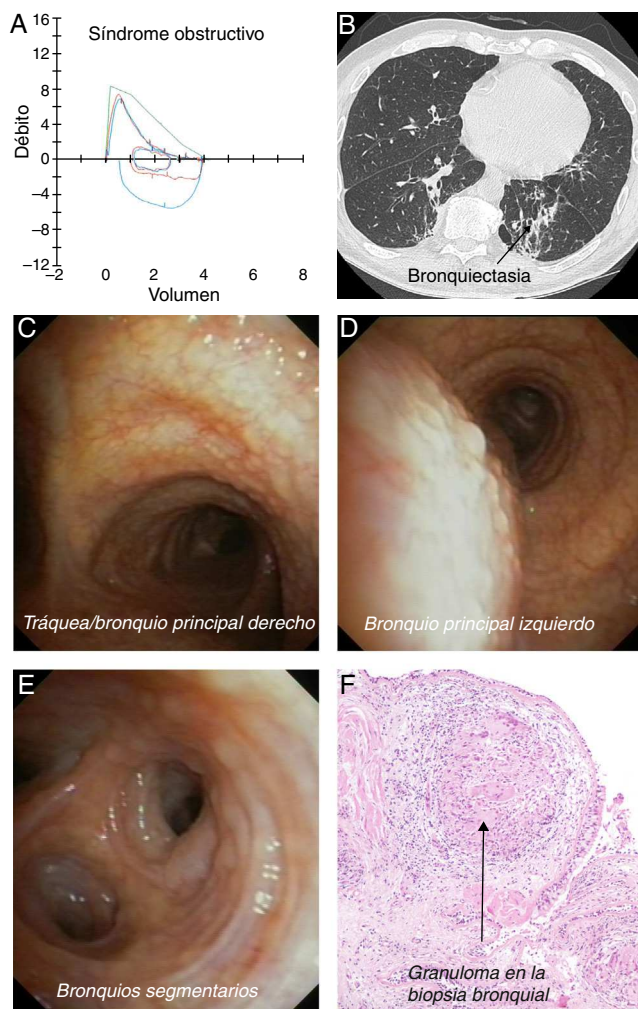 A
Síndrome obstructivo
16
12
8
4
0
−4
−8
−12
−2
0
2
4
6
8
Débito
Volumen
B
Bronquiectasia
C
Tráquea/bronquio principal derecho
D
Bronquio principal izquierdo
E
Bronquios segmentarios
F
Granuloma en la
biopsia bronquial